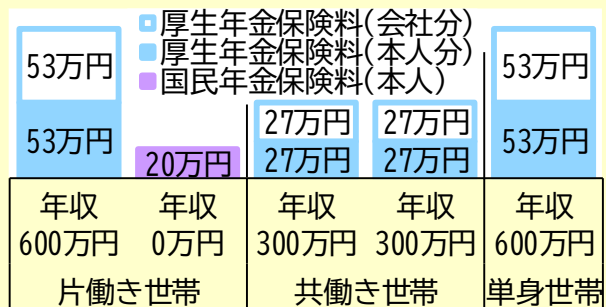 厚生年金保険料(会社分)
厚生年金保険料(本人分)
国民年金保険料(本人)
53万円
53万円
20万円
27万円
27万円
27万円
27万円
53万円
53万円
年収 年収 年収 年収 年収
600万円 0万円 300万円 300万円 600万円
片働き世帯 共働き世帯 単身世帯